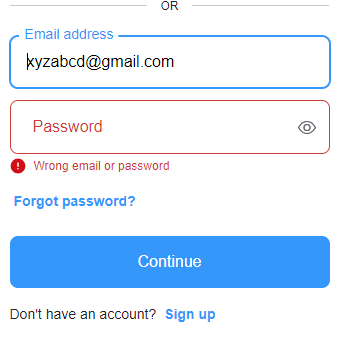 OR
Email address
xyzabcd@gmail.com
Password
Wrong email or password
Forgot password?
Continue
Don't have an account? Sign up